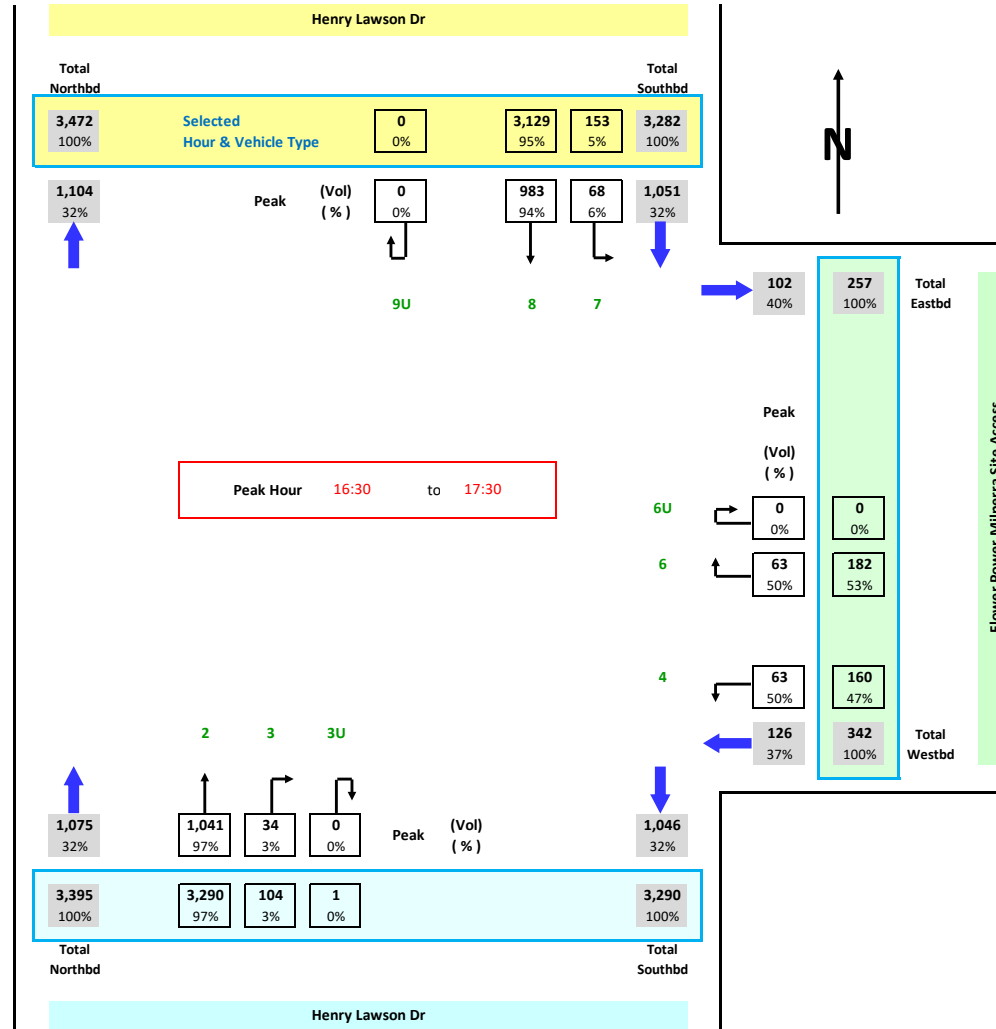 Henry Lawson Dr
Total Northbd
Total Southbd
3,472 100%
Selected Hour & Vehicle Type
0 0%
3,129 95%
153 5%
3,282 100%
N
1,104 32%
Peak (Vol) ( % )
0 0%
983 94%
68 6%
1,051 32%
9U 8 7
102 40%
257 100%
Total Eastbd
Peak
(Vol)
( % )
Peak Hour 16:30 to 17:30
6U
0 0%
0 0%
6
63 50%
182 53%
4
63 50%
160 47%
126 37%
342 100%
Total Westbd
Flower Power Milperra Site Access
2 3 3U
1,075 32%
1,041 97%
34 3%
0 0%
Peak (Vol) ( % )
1,046 32%
3,395 100%
3,290 97%
104 3%
1 0%
3,290 100%
Total Northbd
Total Southbd
Henry Lawson Dr